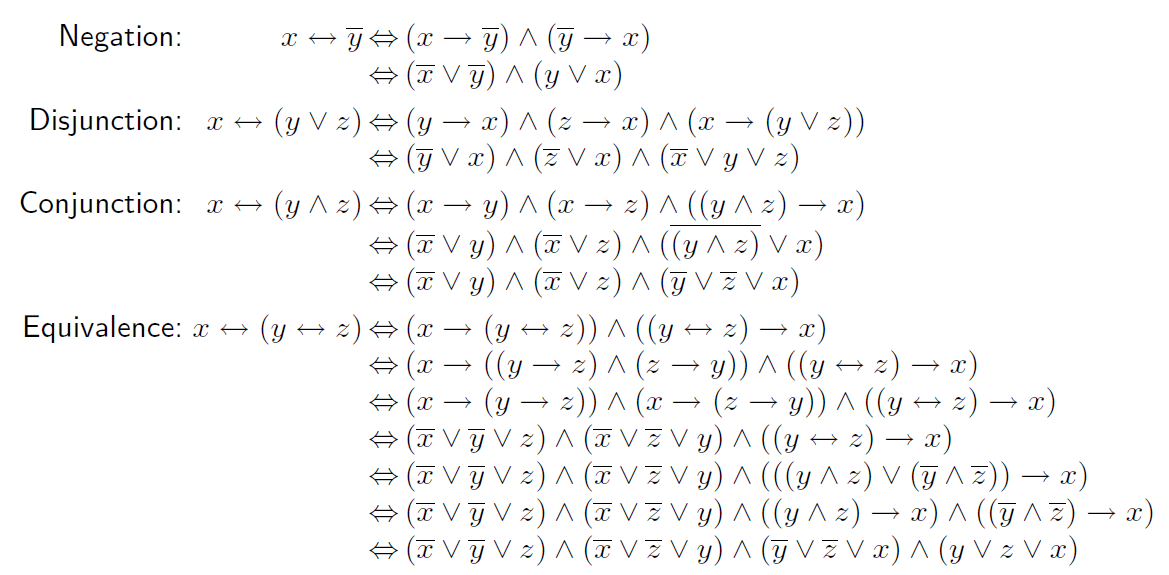 Negation: x ↔ y̅ ⇔ (x → y̅) ∧ (y̅ → x)
⇔ (x̅ ∨ y̅) ∧ (y ∨ x)
Disjunction: x ↔ (y ∨ z) ⇔ (y → x) ∧ (z → x) ∧ (x → (y ∨ z))
⇔ (y̅ ∨ x) ∧ (z̅ ∨ x) ∧ (x̅ ∨ y ∨ z)
Conjunction: x ↔ (y ∧ z) ⇔ (x → y) ∧ (x → z) ∧ ((y ∧ z) → x)
⇔ (x̅ ∨ y) ∧ (x̅ ∨ z) ∧ (\overline{(y ∧ z)} ∨ x)
⇔ (x̅ ∨ y) ∧ (x̅ ∨ z) ∧ (y̅ ∨ z̅ ∨ x)
Equivalence: x ↔ (y ↔ z) ⇔ (x → (y ↔ z)) ∧ ((y ↔ z) → x)
⇔ (x → ((y → z) ∧ (z → y)) ∧ ((y ↔ z) → x)
⇔ (x → (y → z)) ∧ (x → (z → y)) ∧ ((y ↔ z) → x)
⇔ (x̅ ∨ y̅ ∨ z) ∧ (x̅ ∨ z̅ ∨ y) ∧ ((y ↔ z) → x)
⇔ (x̅ ∨ y̅ ∨ z) ∧ (x̅ ∨ z̅ ∨ y) ∧ (((y ∧ z) ∨ (y̅ ∧ z̅)) → x)
⇔ (x̅ ∨ y̅ ∨ z) ∧ (x̅ ∨ z̅ ∨ y) ∧ ((y ∧ z) → x) ∧ ((y̅ ∧ z̅) → x)
⇔ (x̅ ∨ y̅ ∨ z) ∧ (x̅ ∨ z̅ ∨ y) ∧ (y̅ ∨ z̅ ∨ x) ∧ (y ∨ z ∨ x)